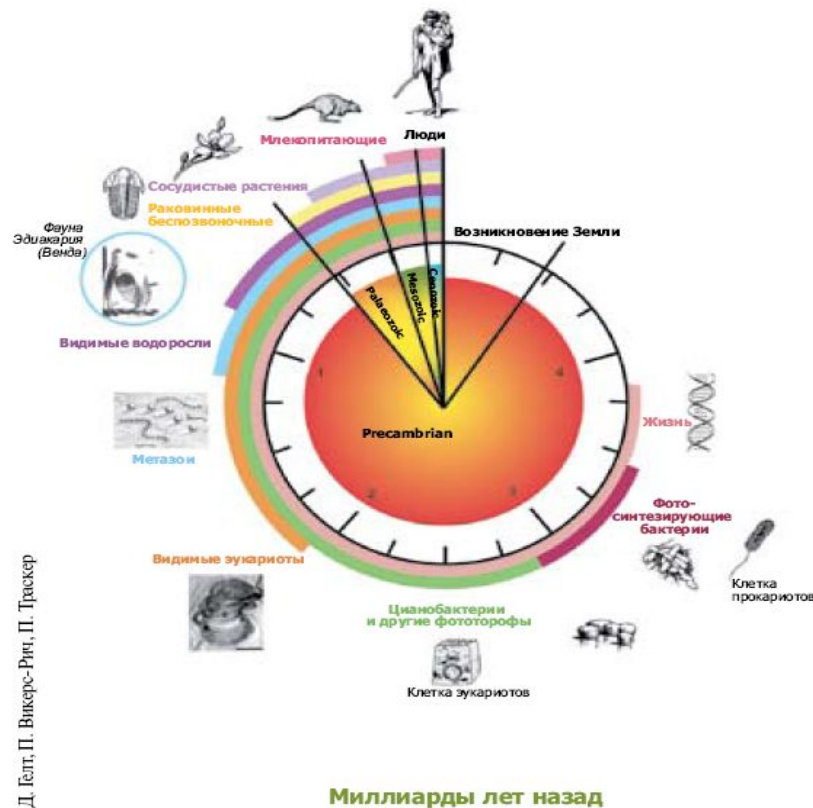 Люди
Млекопитающие
Сосудистые растения
Раковинные
беспозвоночные
Фауна
Эдиакария
(Венда)
Возникновение Земли
Cenozoic
Mesozoic
Palaeozoic
Видимые водоросли
1
4
Precambrian
Жизнь
Метазои
2
3
Фото-
синтезирующие
бактерии
Видимые эукариоты
Клетка
прокариотов
Цианобактерии
и другие фототорофы
Клетка эукариотов
Д. Гелт, П. Викерс-Рич, П. Траскер
Миллиарды лет назад